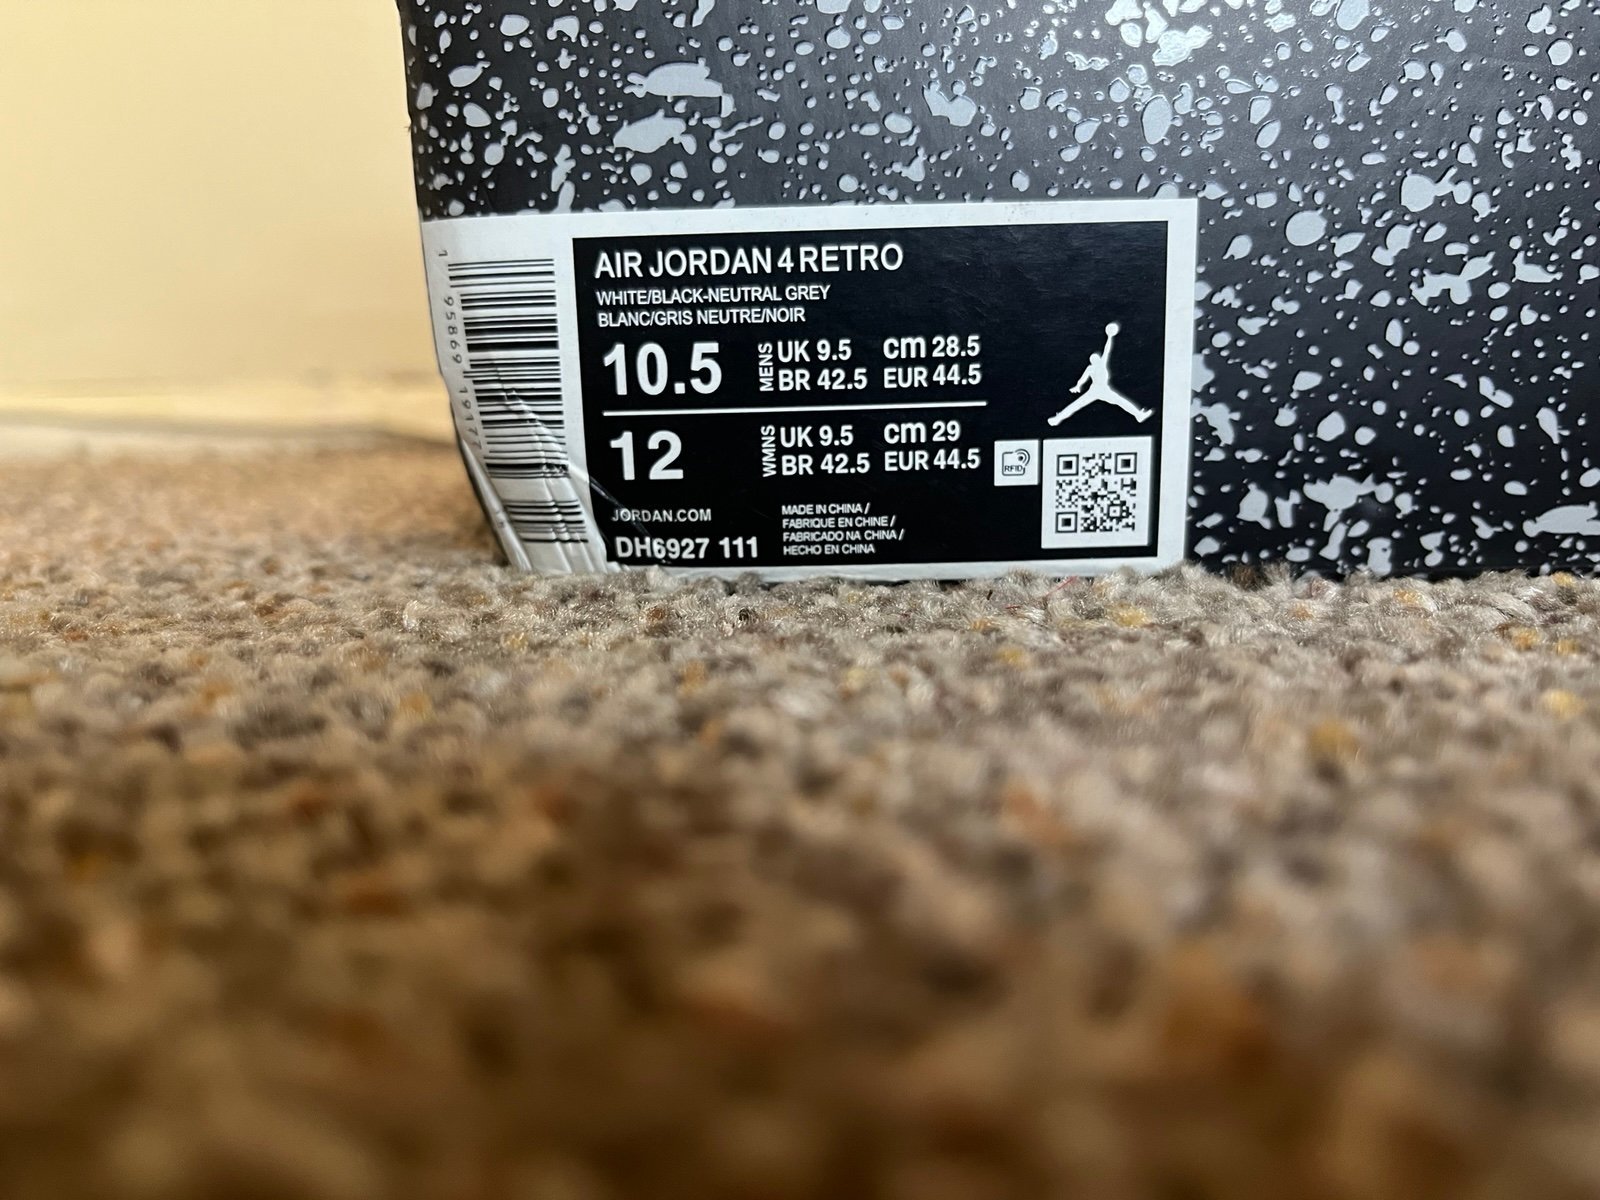 AIR JORDAN 4 RETRO
WHITE/BLACK-NEUTRAL GREY
BLANC/GRIS NEUTRE/NOIR
10.5 MENS UK 9.5 cm 28.5
BR 42.5 EUR 44.5
12 WMNS UK 9.5 cm 29
BR 42.5 EUR 44.5
RFID
JORDAN.COM
DH6927 111
MADE IN CHINA /
FABRIQUE EN CHINE /
FABRICADO NA CHINA /
HECHO EN CHINA